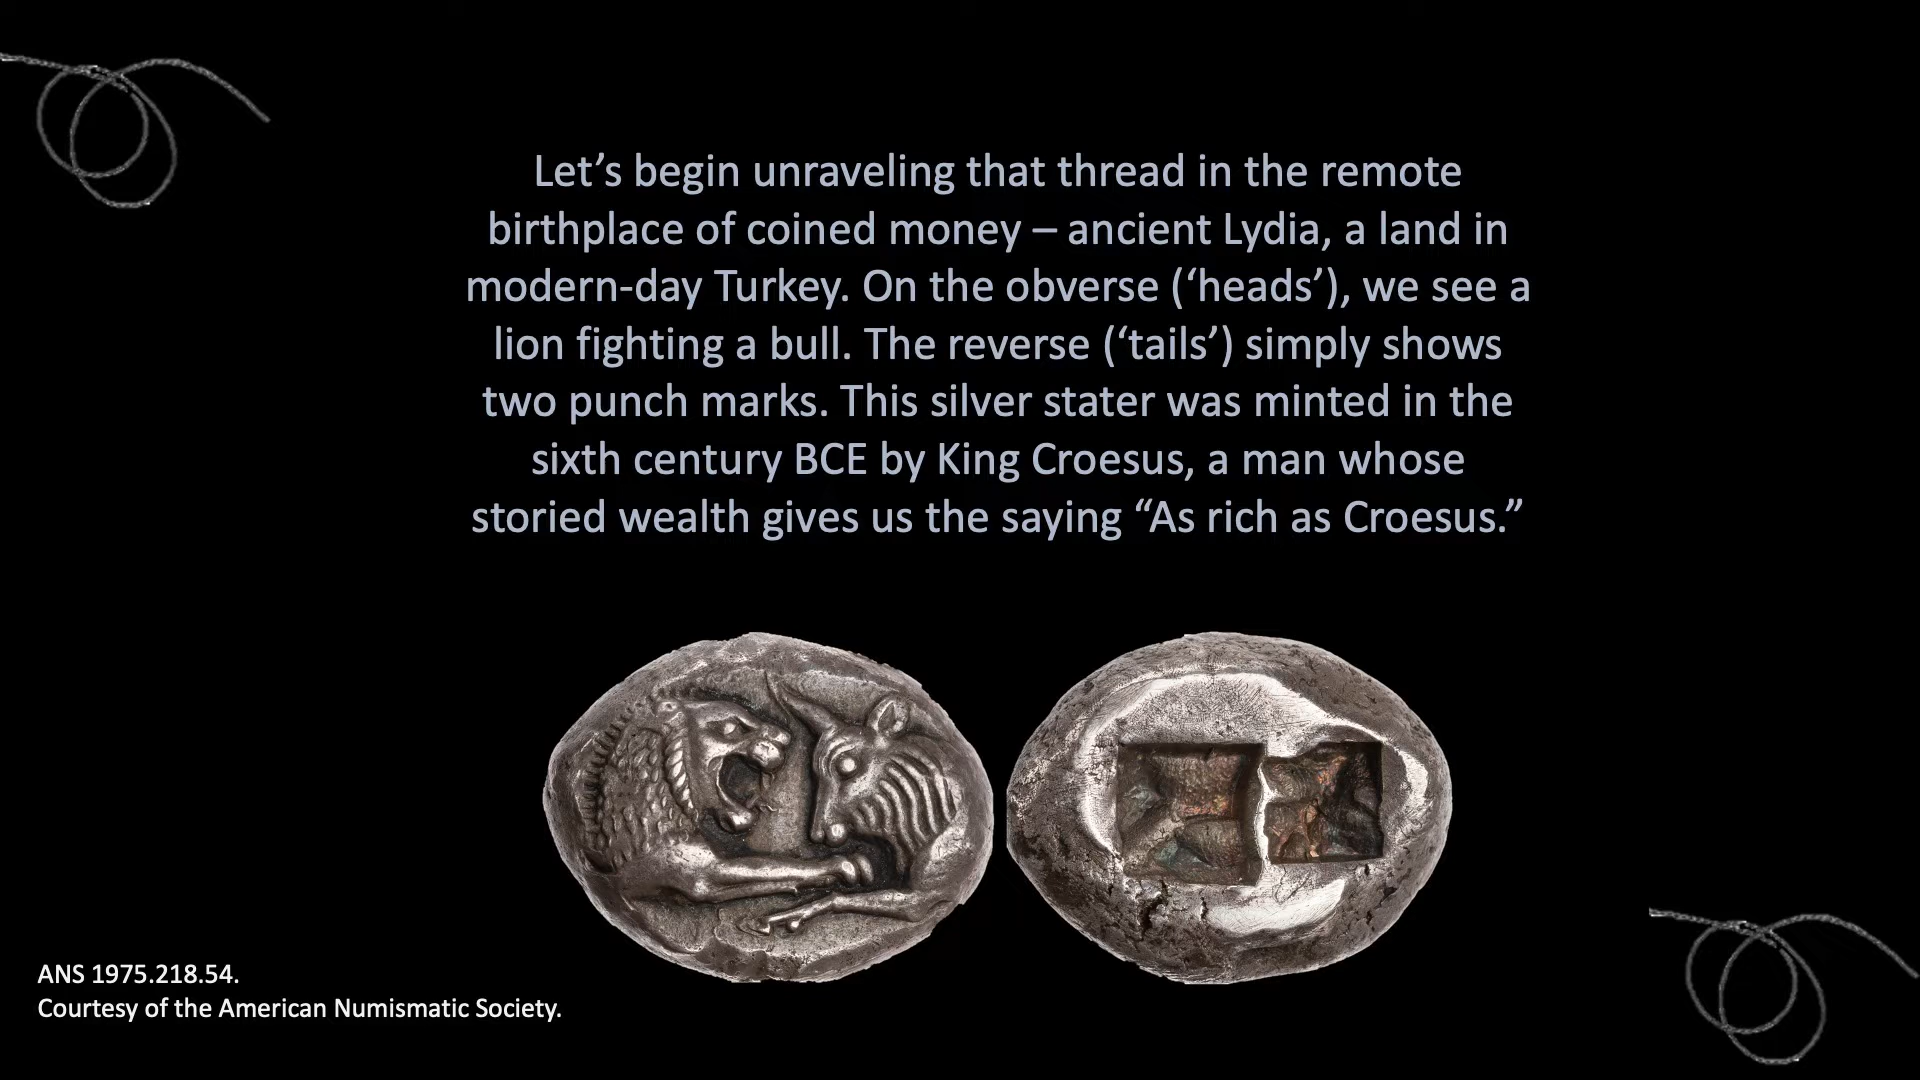 Let’s begin unraveling that thread in the remote
birthplace of coined money – ancient Lydia, a land in
modern-day Turkey. On the obverse (‘heads’), we see a
lion fighting a bull. The reverse (‘tails’) simply shows
two punch marks. This silver stater was minted in the
sixth century BCE by King Croesus, a man whose
storied wealth gives us the saying “As rich as Croesus.”
ANS 1975.218.54.
Courtesy of the American Numismatic Society.